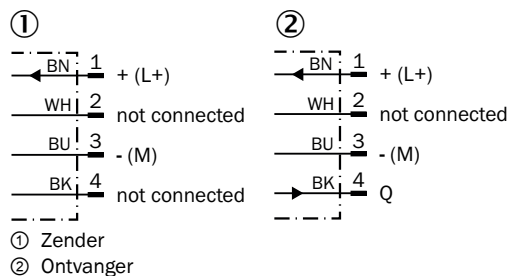 ① ②
BN 1 + (L+)
WH 2 not connected
BU 3 - (M)
BK 4 not connected
BN 1 + (L+)
WH 2 not connected
BU 3 - (M)
BK 4 Q
① Zender
② Ontvanger